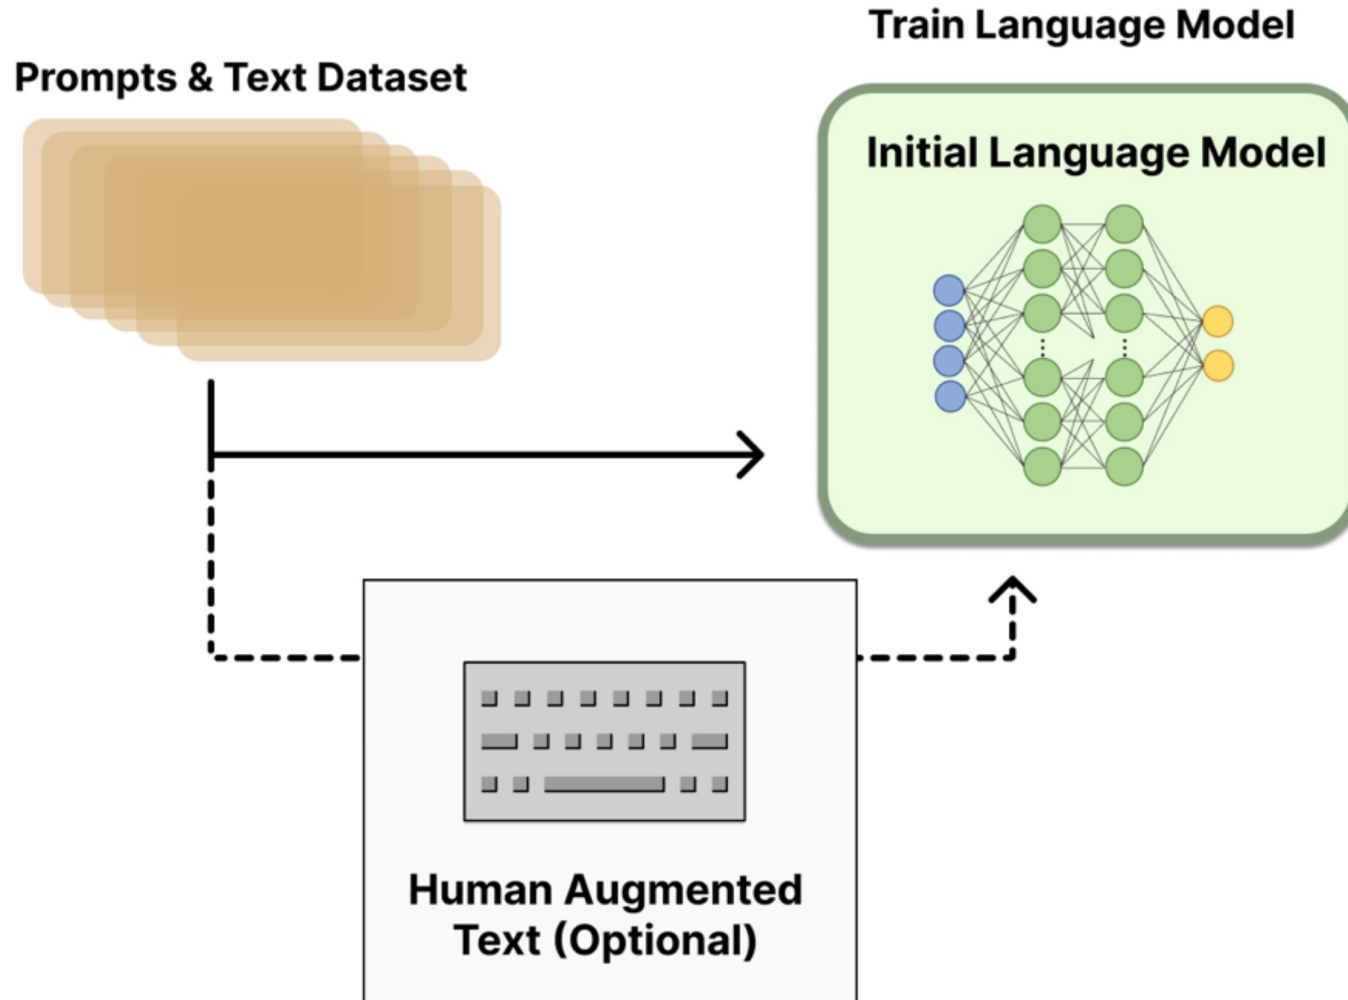 Train Language Model
Prompts & Text Dataset
Initial Language Model
Human Augmented
Text (Optional)